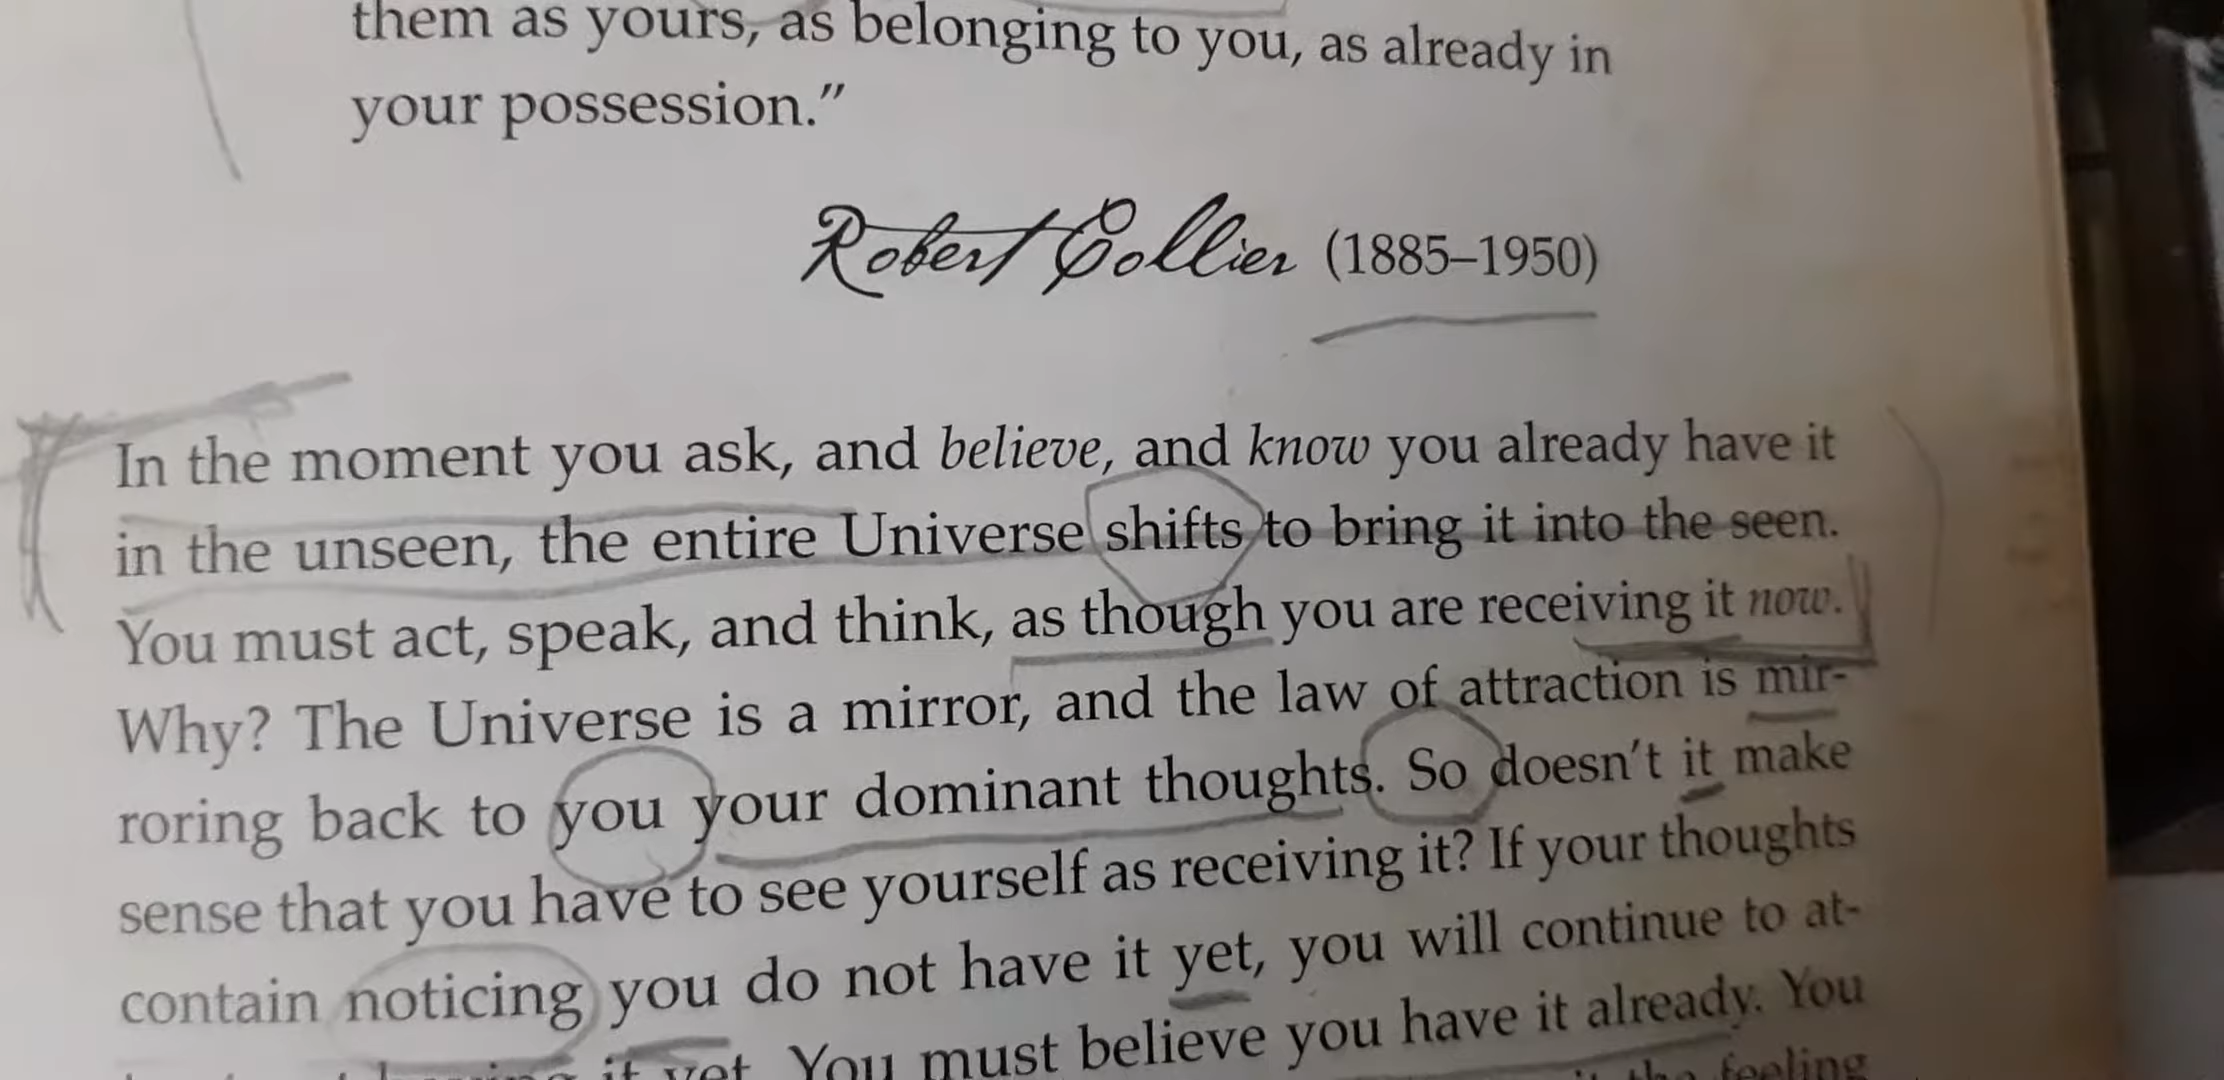 them as yours, as belonging to you, as already in
your possession.”
Robert Collier (1885–1950)
In the moment you ask, and believe, and know you already have it
in the unseen, the entire Universe shifts to bring it into the seen.
You must act, speak, and think, as though you are receiving it now.
Why? The Universe is a mirror, and the law of attraction is mir-
roring back to you your dominant thoughts. So doesn’t it make
sense that you have to see yourself as receiving it? If your thoughts
contain noticing you do not have it yet, you will continue to at-
it yet. You must believe you have it already. You
the feeling